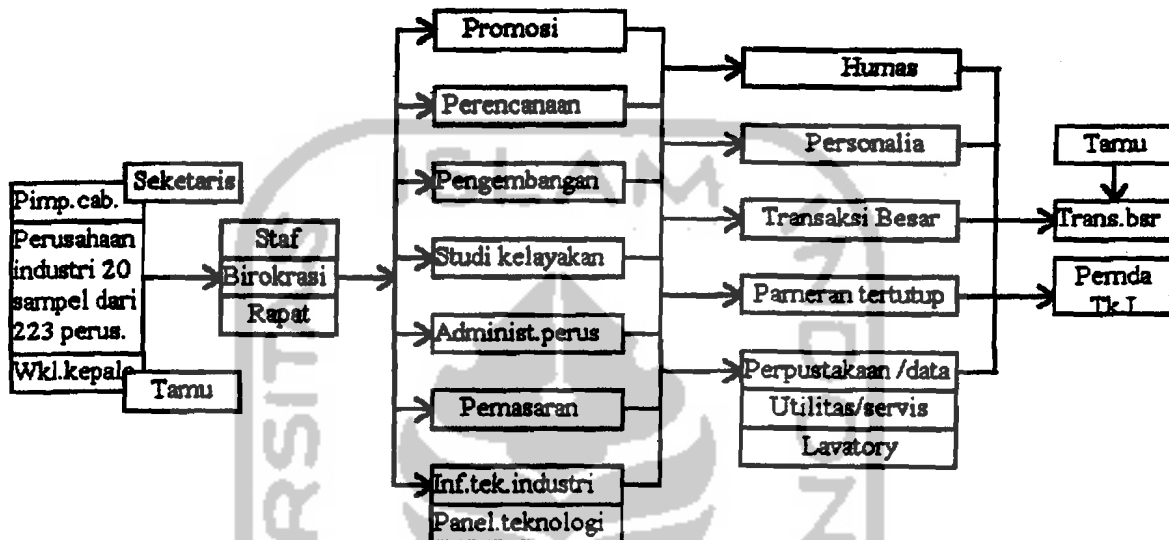 Seketaris
Pimp.cab.
Perusahaan
industri 20
sampel dari
223 perus.
Wkl.kepale
Tamu
Staf
Birokrasi
Rapat
Promosi
Perencanaan
Pengembangan
Studi kelayakan
Administ.perus
Pemasaran
Inf.tek.industri
Panel.teknologi
Humas
Personalia
Transaksi Besar
Pameran tertutup
Perpustakaan /data
Utilitas/servis
Lavatory
Tamu
Trans.bsr
Pemda
Tk.I
ISLAM